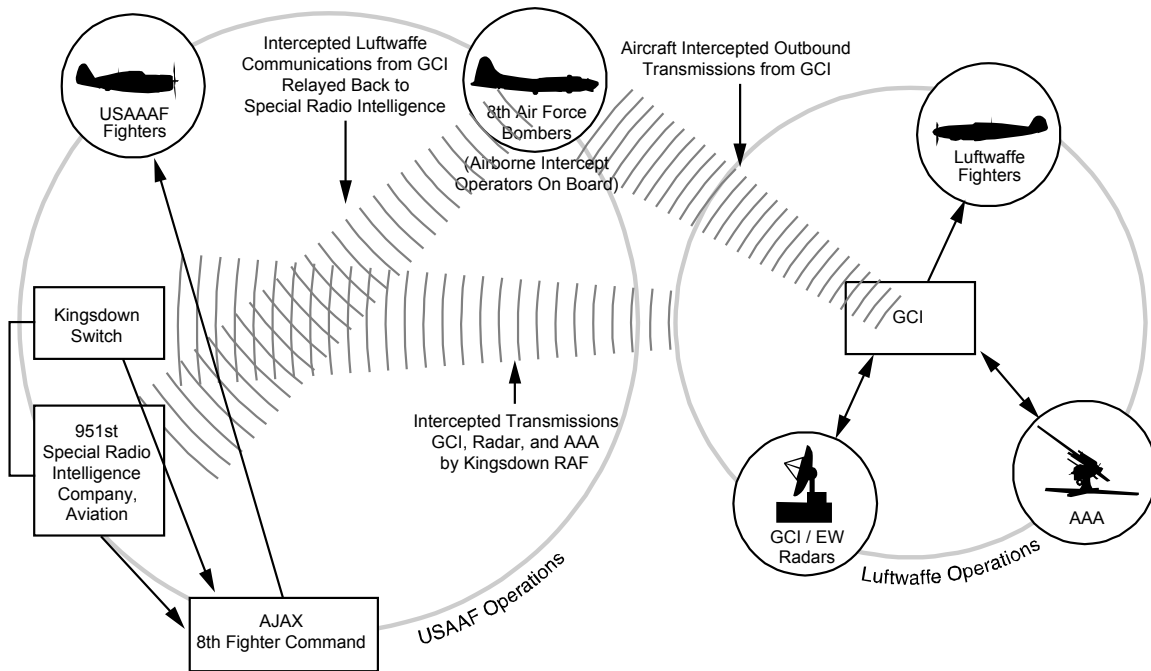 Intercepted Luftwaffe
Communications from GCI
Relayed Back to
Special Radio Intelligence
Aircraft Intercepted Outbound
Transmissions from GCI
USAAAF
Fighters
8th Air Force
Bombers
(Airborne Intercept
Operators On Board)
Luftwaffe
Fighters
Kingsdown
Switch
GCI
951st
Special Radio
Intelligence
Company,
Aviation
Intercepted Transmissions
GCI, Radar, and AAA
by Kingsdown RAF
GCI / EW
Radars
AAA
Luftwaffe Operations
USAAF Operations
AJAX
8th Fighter Command